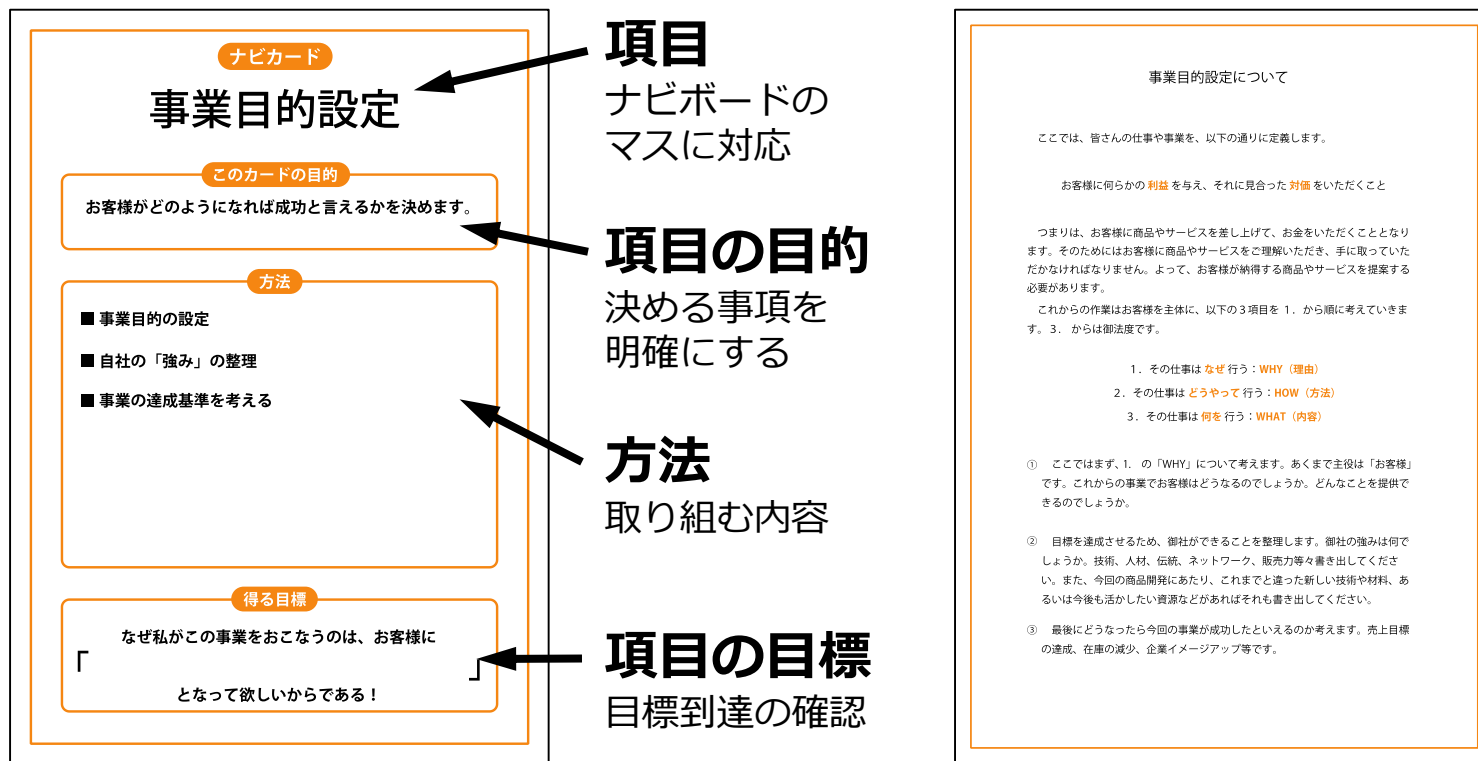 ナビカード
事業目的設定
このカードの目的
お客様がどのようになれば成功と言えるかを決めます。
方法
■ 事業目的の設定
■ 自社の「強み」の整理
■ 事業の達成基準を考える
得る目標
なぜ私がこの事業をおこなうのは、お客様に
「
」
となって欲しいからである！
項目
ナビボードの
マスに対応
項目の目的
決める事項を
明確にする
方法
取り組む内容
項目の目標
目標到達の確認
事業目的設定について
ここでは、皆さんの仕事や事業を、以下の通りに定義します。
お客様に何らかの 利益 を与え、それに見合った 対価 をいただくこと
つまりは、お客様に商品やサービスを差し上げて、お金をいただくこととなり
ます。そのためにはお客様に商品やサービスをご理解いただき、手に取っていた
だかなければなりません。よって、お客様が納得する商品やサービスを提案する
必要があります。
これからの作業はお客様を主体に、以下の３項目を １．から順に考えていきま
す。３． からは御法度です。
１．その仕事は なぜ 行う：WHY（理由）
２．その仕事は どうやって 行う：HOW（方法）
３．その仕事は 何を 行う：WHAT（内容）
① ここではまず、1. の「WHY」について考えます。あくまで主役は「お客様」
です。これからの事業でお客様はどうなるのでしょうか。どんなことを提供で
きるのでしょうか。
② 目標を達成させるため、御社ができることを整理します。御社の強みは何で
しょうか。技術、人材、伝統、ネットワーク、販売力等々書き出してくださ
い。また、今回の商品開発にあたり、これまでと違った新しい技術や材料、あ
るいは今後も活かしたい資源などがあればそれも書き出してください。
③ 最後にどうなったら今回の事業が成功したといえるのか考えます。売上目標
の達成、在庫の減少、企業イメージアップ等です。